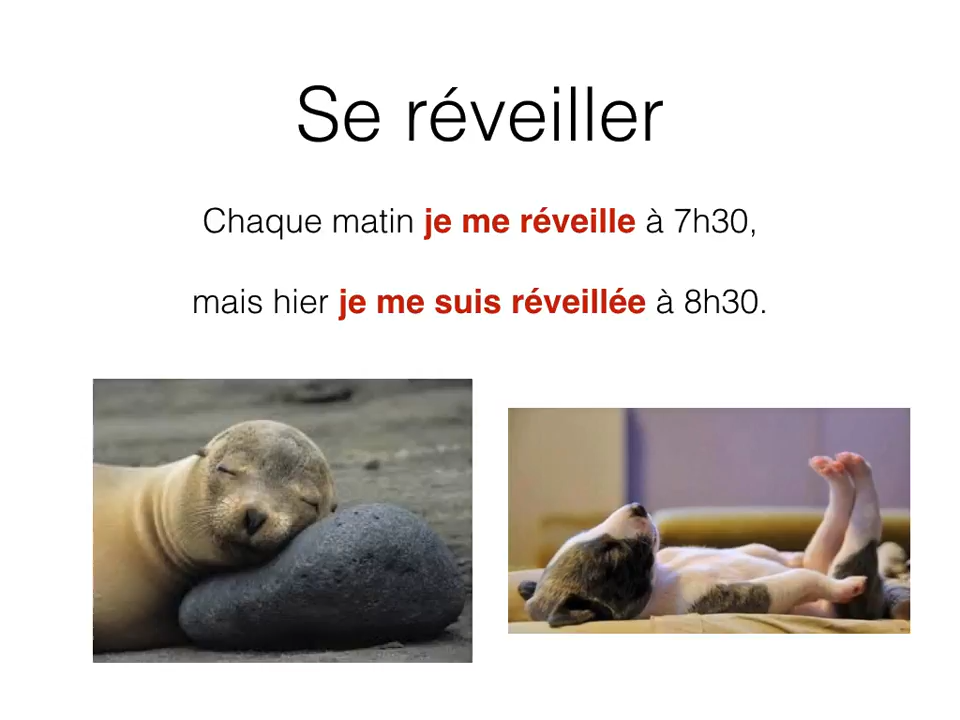 Se réveiller
Chaque matin je me réveille à 7h30,
mais hier je me suis réveillée à 8h30.